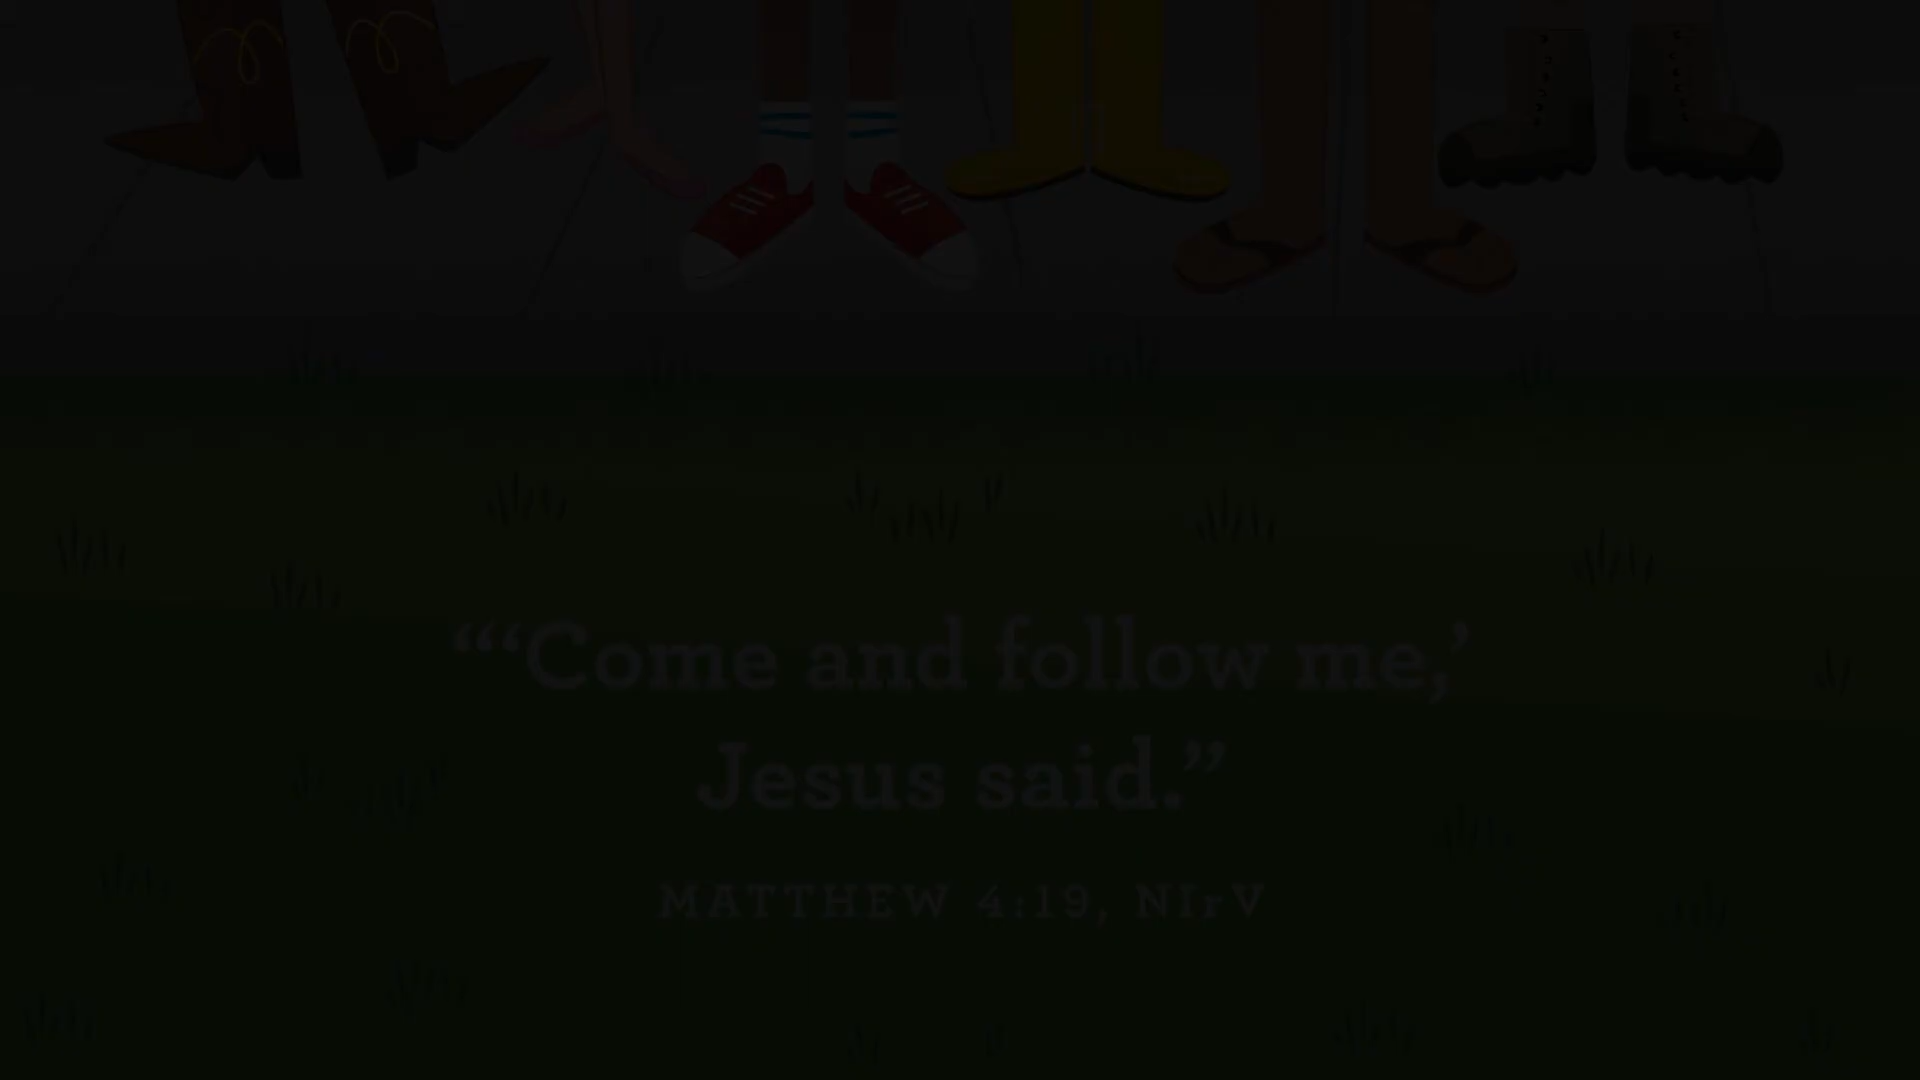 “‘Come and follow me,’
Jesus said.”
MATTHEW 4:19, NIrV